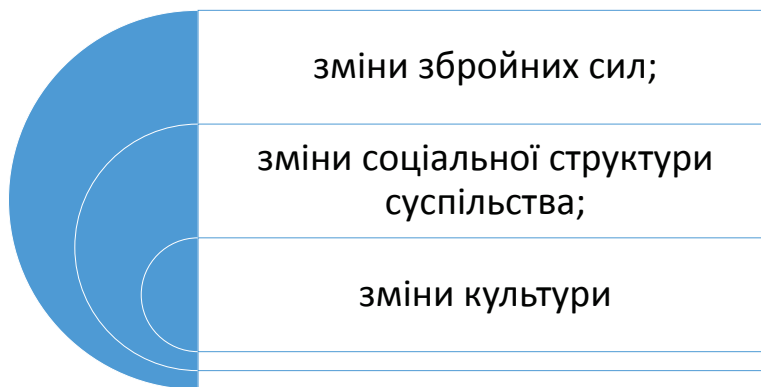 зміни збройних сил;
зміни соціальної структури
суспільства;
зміни культури